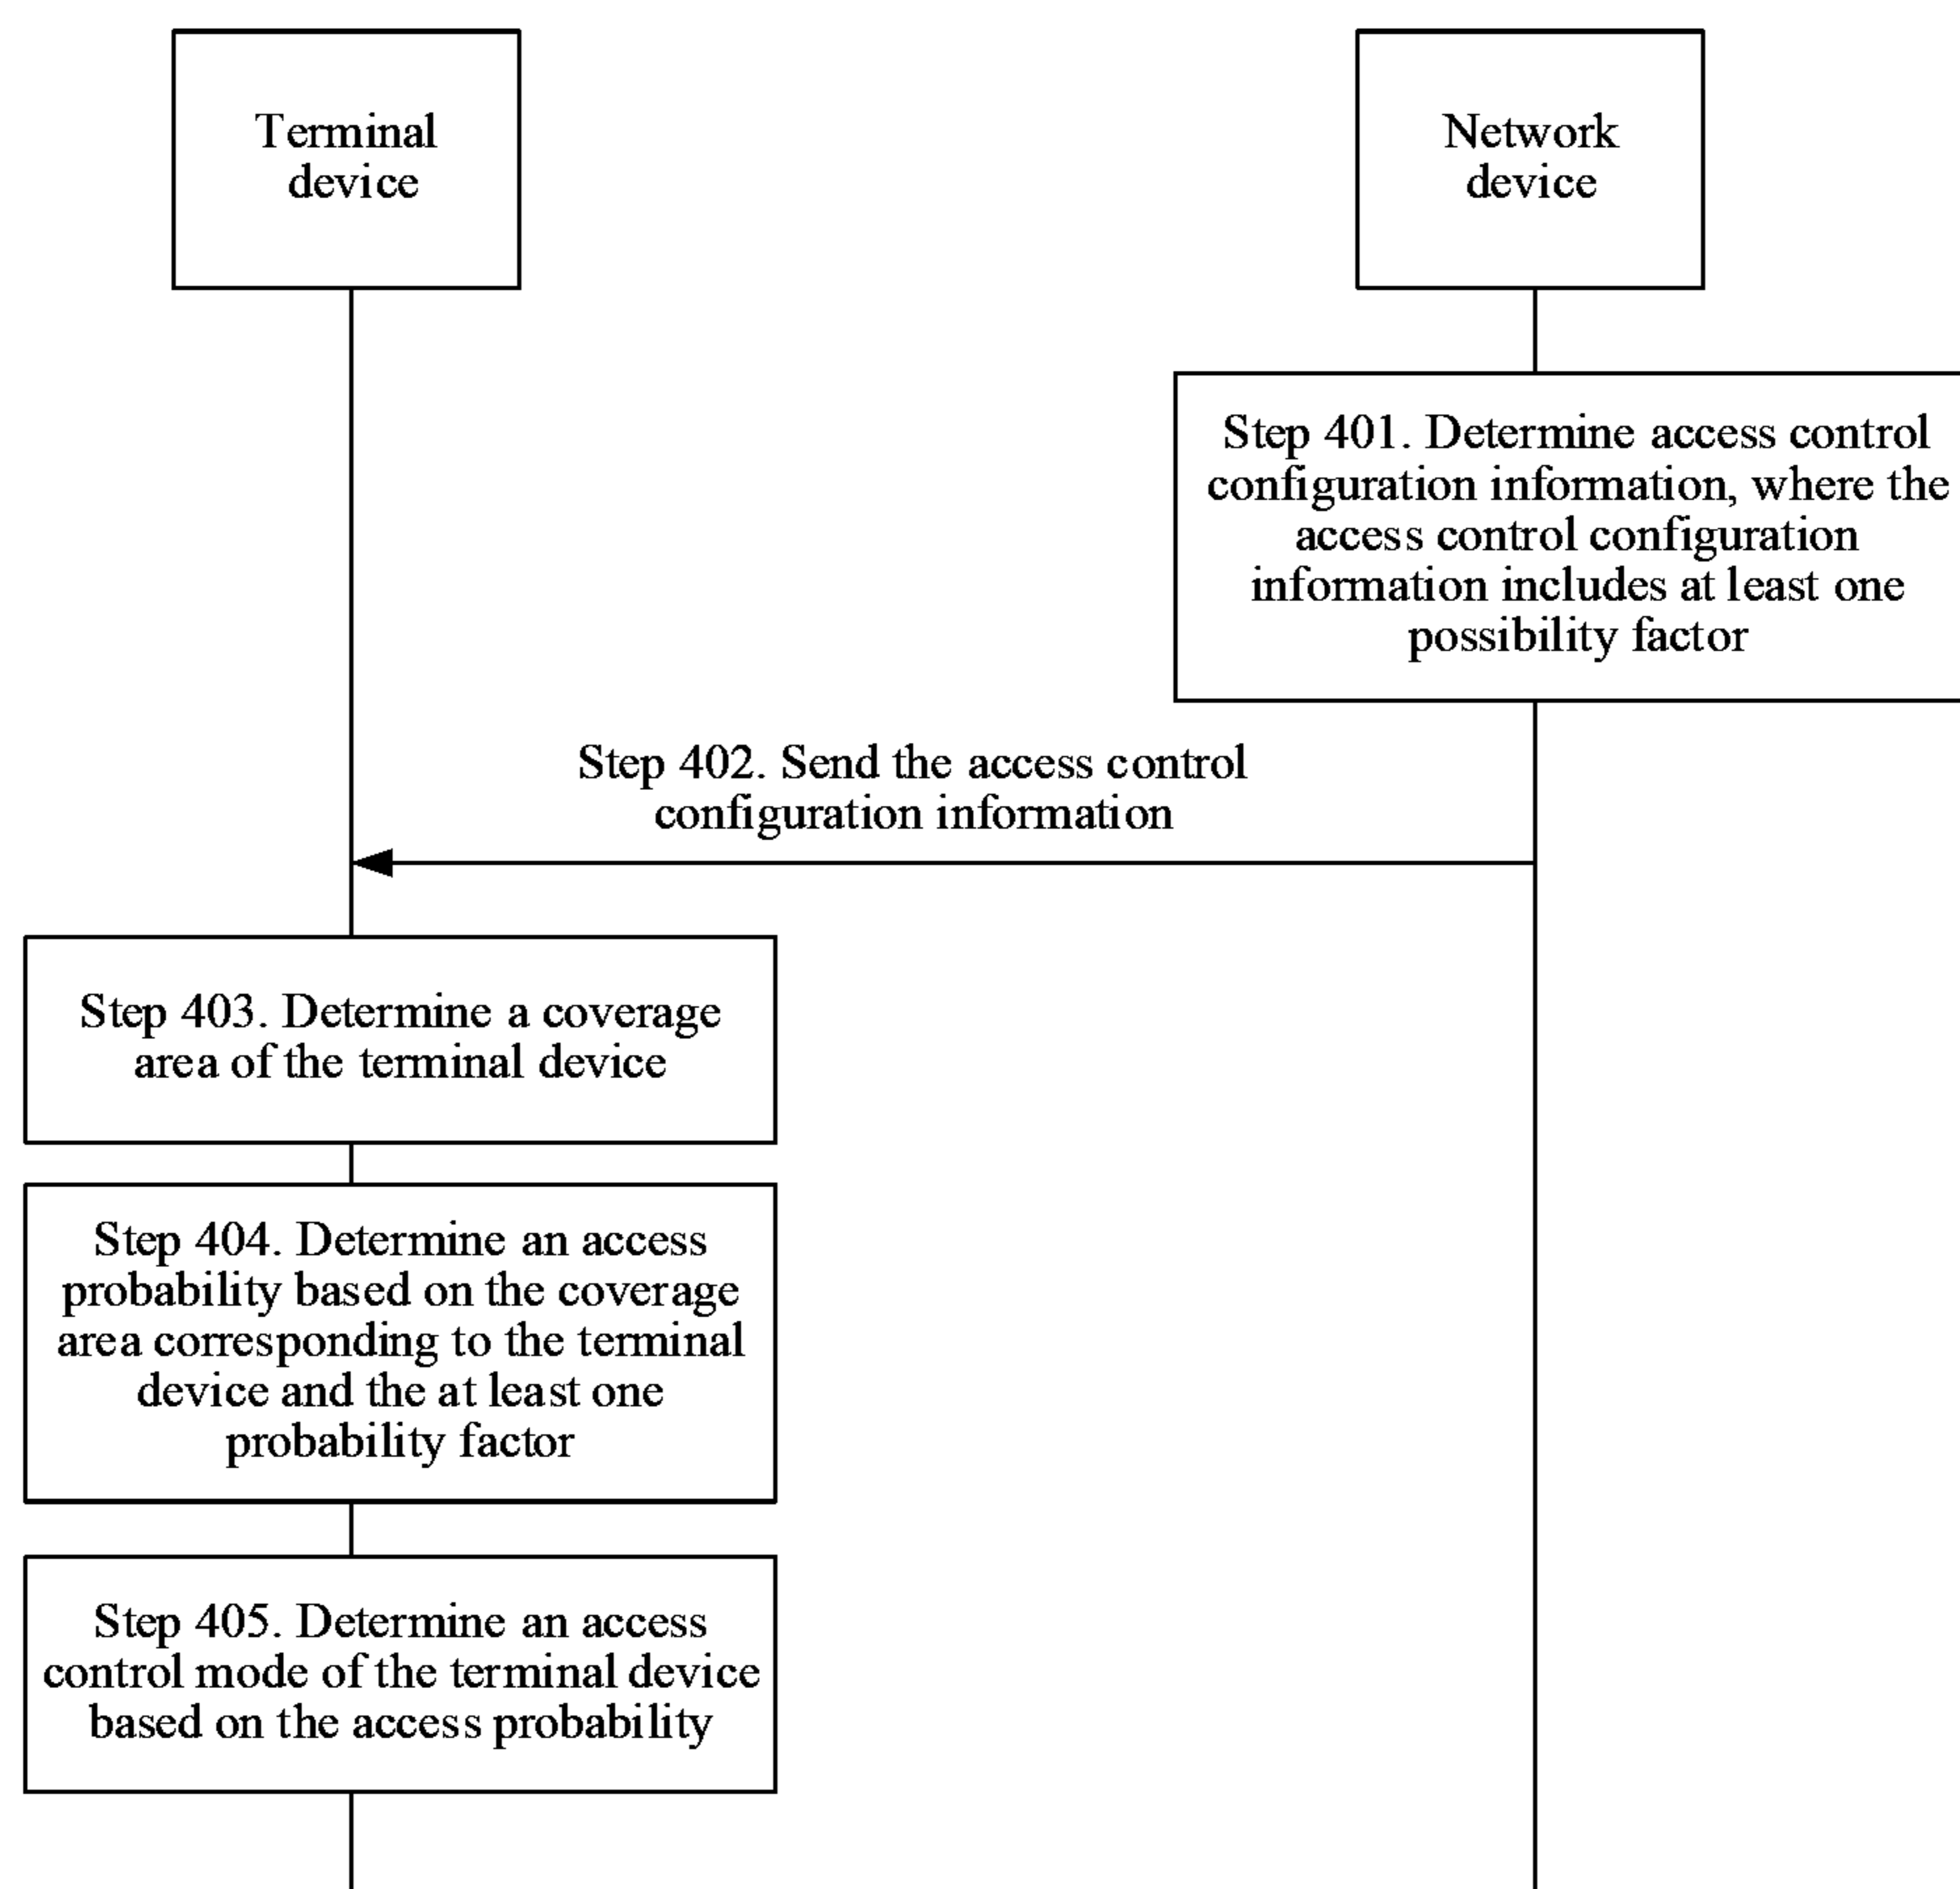 Terminal
device
Network
device
Step 401. Determine access control
configuration information, where the
access control configuration
information includes at least one
possibility factor
Step 402. Send the access control
configuration information
Step 403. Determine a coverage
area of the terminal device
Step 404. Determine an access
probability based on the coverage
area corresponding to the terminal
device and the at least one
probability factor
Step 405. Determine an access
control mode of the terminal device
based on the access probability